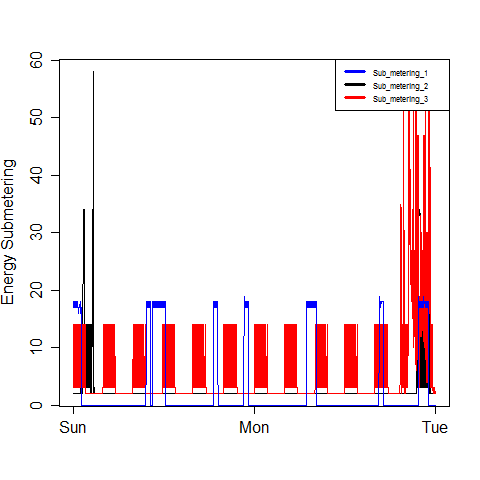 60
50
40
30
20
10
0
Energy Submetering
Sub_metering_1
Sub_metering_2
Sub_metering_3
Sun
Mon
Tue